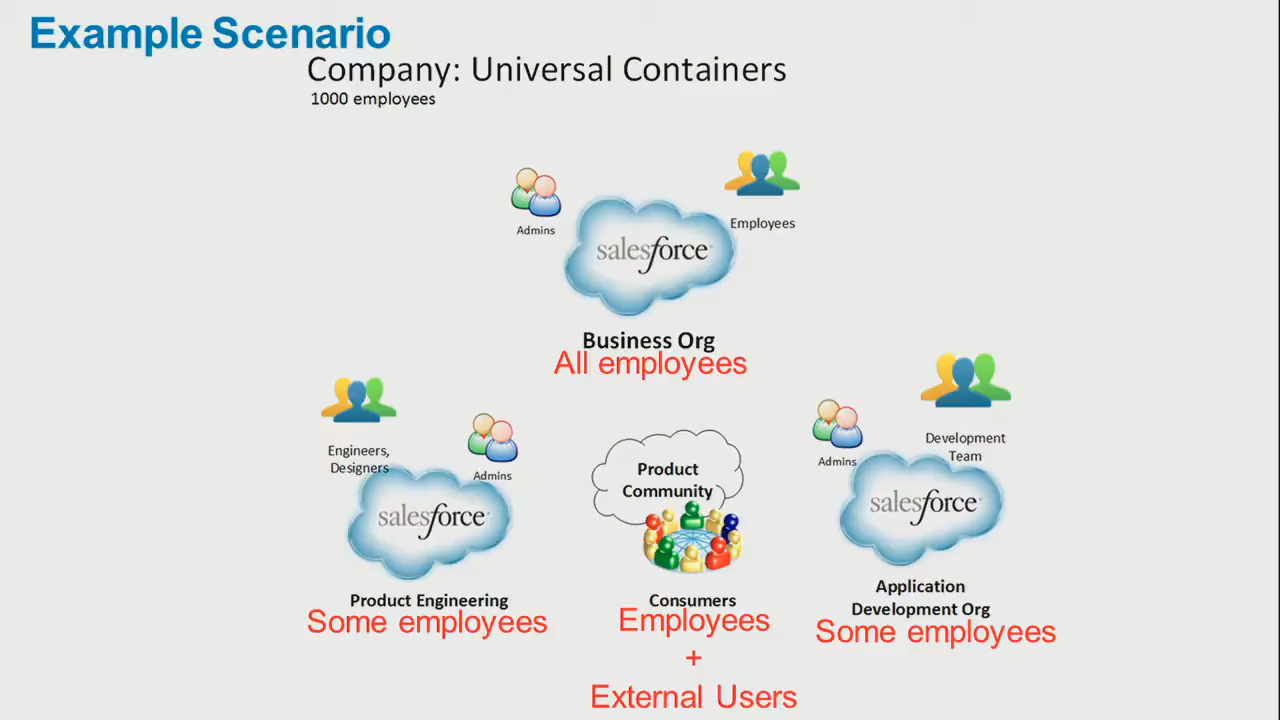 Example Scenario
Company: Universal Containers
1000 employees
Admins
Employees
salesforce
Business Org
All employees
Engineers,
Designers
Admins
salesforce
Product Engineering
Some employees
Product
Community
Consumers
Employees
+
External Users
Admins
Development
Team
salesforce
Application
Development Org
Some employees